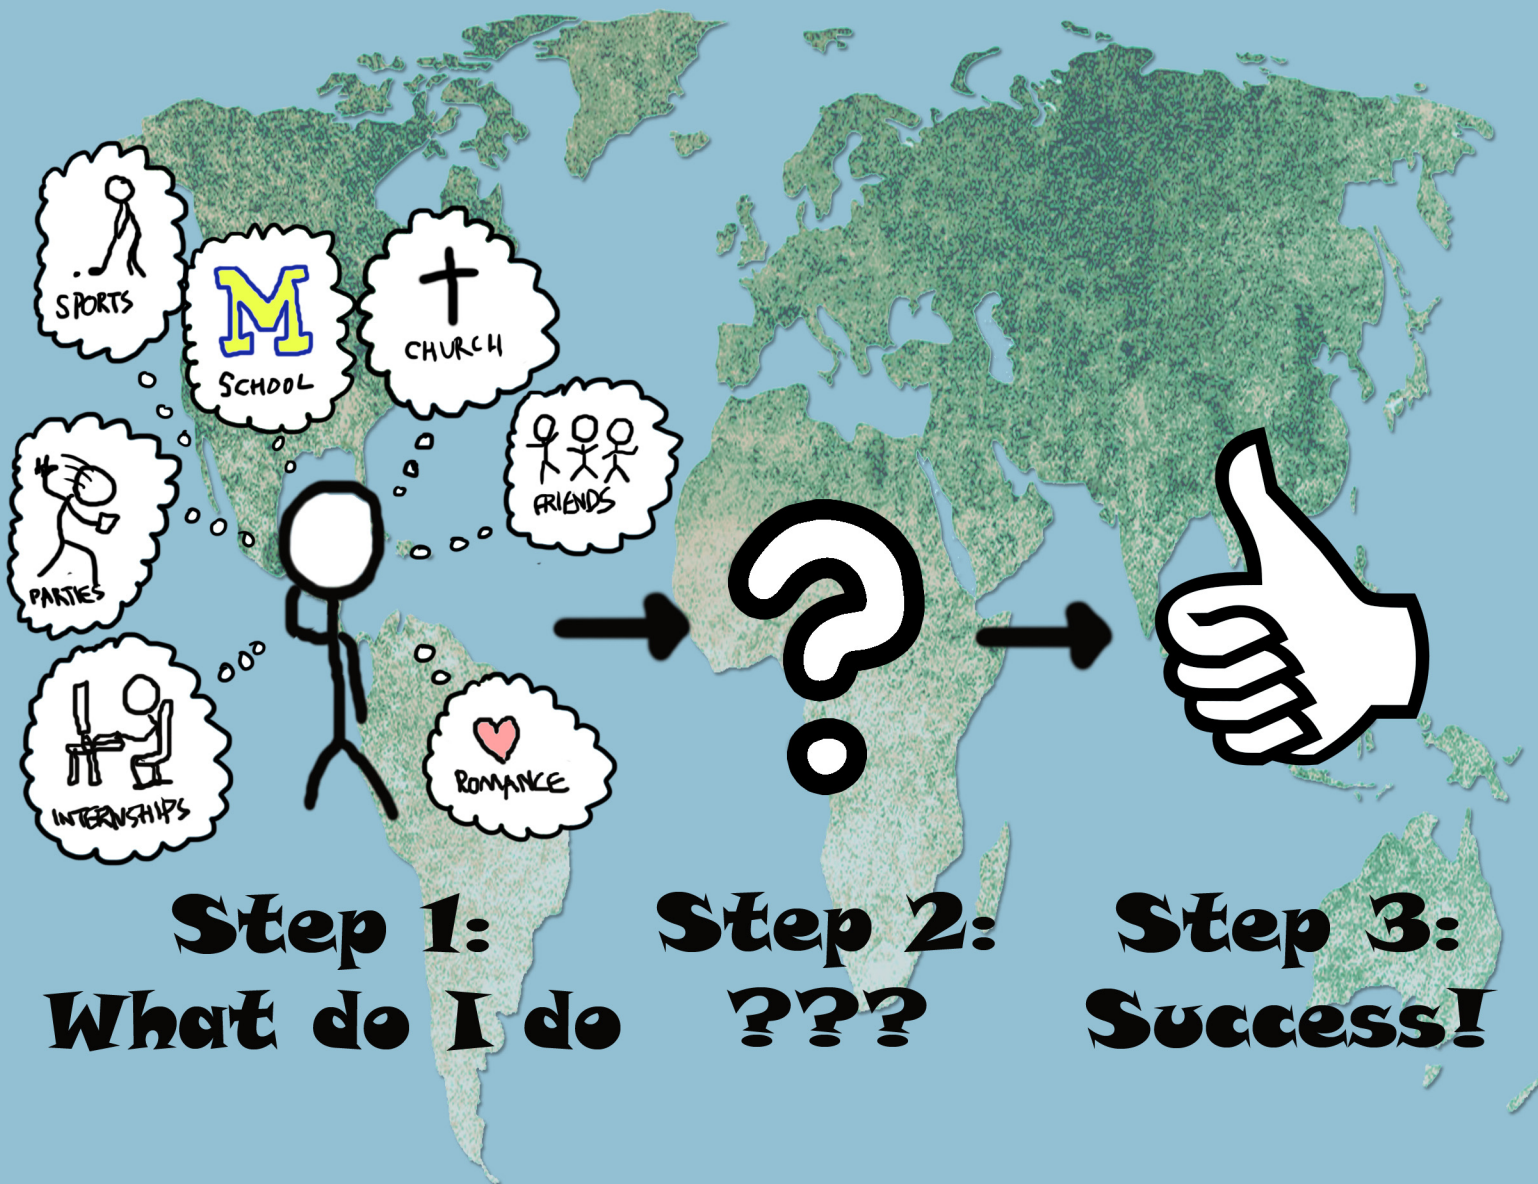 SPORTS
M
SCHOOL
CHURCH
FRIENDS
PARTIES
INTERNSHIPS
ROMANCE
?
Step 1:
What do I do
Step 2:
???
Step 3:
Success!